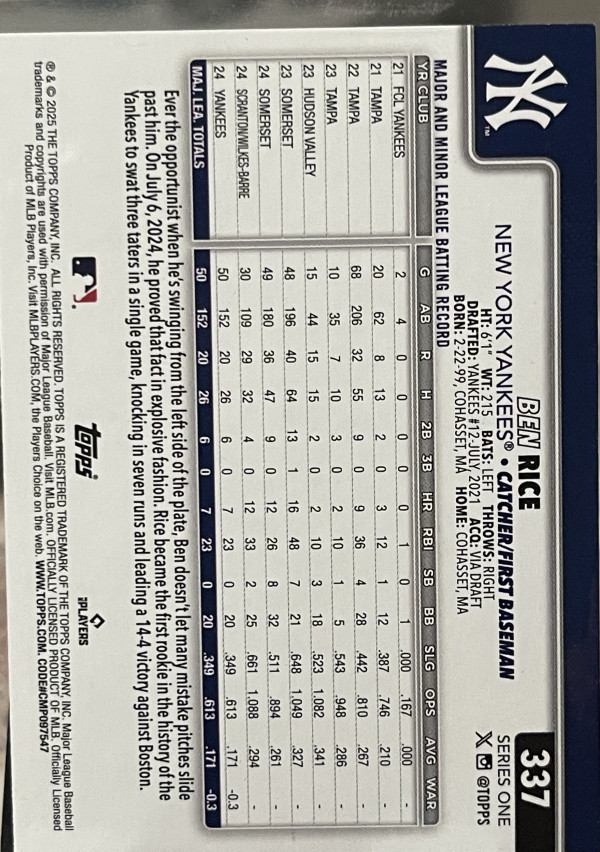 337
SERIES ONE
@TOPPS
BEN RICE
NEW YORK YANKEES® • CATCHER/FIRST BASEMAN
HT: 6'1" WT: 215 BATS: LEFT THROWS: RIGHT
DRAFTED: YANKEES #12-JULY, 2021 ACQ: VIA DRAFT
BORN: 2-22-99, COHASSET, MA HOME: COHASSET, MA
NY
TM
MAJOR AND MINOR LEAGUE BATTING RECORD
YR CLUB G AB R H 2B 3B HR RBI SB BB SLG OPS AVG WAR
21 FCL YANKEES 2 4 0 0 0 0 0 1 0 1 .000 .167 .000 -
21 TAMPA 20 62 8 13 2 0 3 12 1 12 .387 .746 .210 -
22 TAMPA 68 206 32 55 9 0 9 36 4 28 .442 .810 .267 -
23 TAMPA 10 35 7 10 3 0 2 10 1 5 .543 .948 .286 -
23 HUDSON VALLEY 15 44 15 15 2 0 2 10 3 18 .523 1.082 .341 -
23 SOMERSET 48 196 40 64 13 1 16 48 7 21 .648 1.049 .327 -
24 SOMERSET 49 180 36 47 9 0 12 26 8 32 .511 .894 .261 -
24 SCRANTON/WILKES-BARRE 30 109 29 32 4 0 12 33 2 25 .661 1.088 .294 -
24 YANKEES 50 152 20 26 6 0 7 23 0 20 .349 .613 .171 -0.3
MAJ. LEA. TOTALS 50 152 20 26 6 0 7 23 0 20 .349 .613 .171 -0.3
Ever the opportunist when he's swinging from the left side of the plate, Ben doesn't let many mistake pitches slide
past him. On July 6, 2024, he proved that fact in explosive fashion. Rice became the first rookie in the history of the
Yankees to swat three taters in a single game, knocking in seven runs and leading a 14-4 victory against Boston.
topps
PLAYERS
® & © 2025 THE TOPPS COMPANY, INC. ALL RIGHTS RESERVED. TOPPS IS A REGISTERED TRADEMARK OF THE TOPPS COMPANY, INC. Major League Baseball
trademarks and copyrights are used with permission of Major League Baseball. Visit MLB.com. OFFICIALLY LICENSED PRODUCT OF MLB. Officially Licensed
Product of MLB Players, Inc. Visit MLBPLAYERS.COM, the Players Choice on the web. WWW.TOPPS.COM. CODE#CMP097547